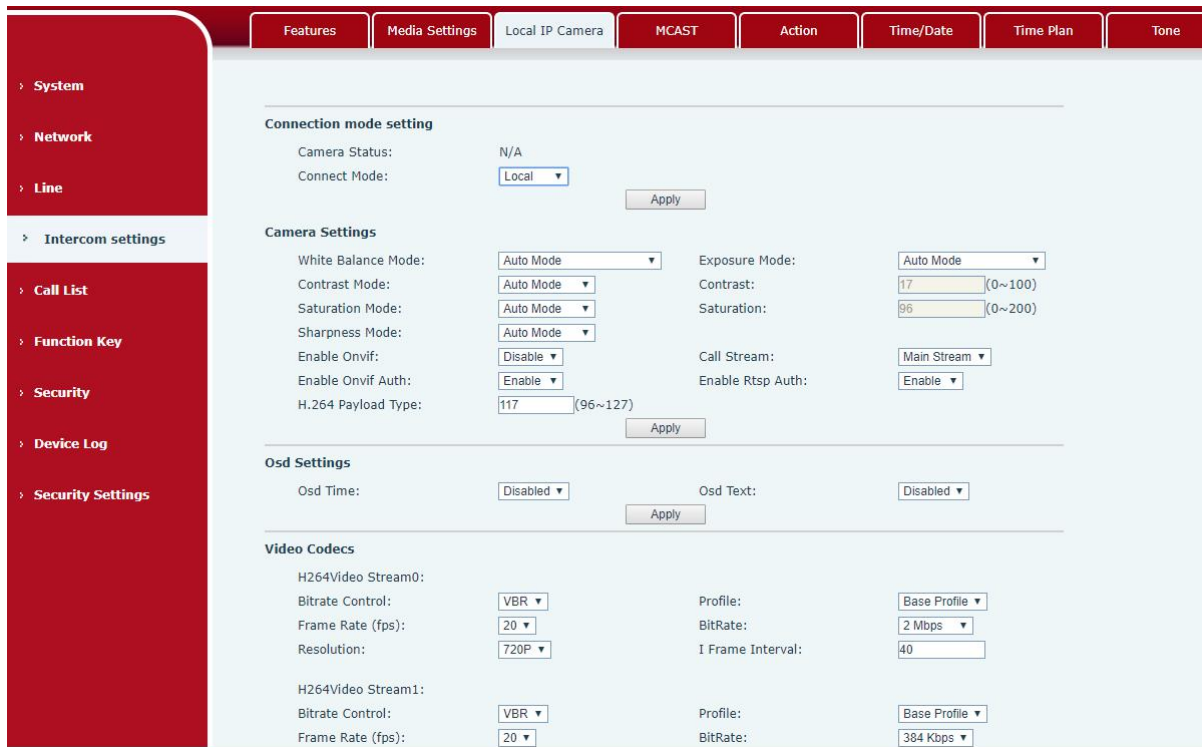 Features Media Settings Local IP Camera MCAST Action Time/Date Time Plan Tone
System
Network
Line
Intercom settings
Call List
Function Key
Security
Device Log
Security Settings
Connection mode setting
Camera Status: N/A
Connect Mode: Local
Apply
Camera Settings
White Balance Mode: Auto Mode Exposure Mode: Auto Mode
Contrast Mode: Auto Mode Contrast: 17 (0~100)
Saturation Mode: Auto Mode Saturation: 96 (0~200)
Sharpness Mode: Auto Mode
Enable Onvif: Disable Call Stream: Main Stream
Enable Onvif Auth: Enable Enable Rtsp Auth: Enable
H.264 Payload Type: 117 (96~127)
Apply
Osd Settings
Osd Time: Disabled Osd Text: Disabled
Apply
Video Codecs
H264Video Stream0:
Bitrate Control: VBR Profile: Base Profile
Frame Rate (fps): 20 BitRate: 2 Mbps
Resolution: 720P I Frame Interval: 40
H264Video Stream1:
Bitrate Control: VBR Profile: Base Profile
Frame Rate (fps): 20 BitRate: 384 Kbps